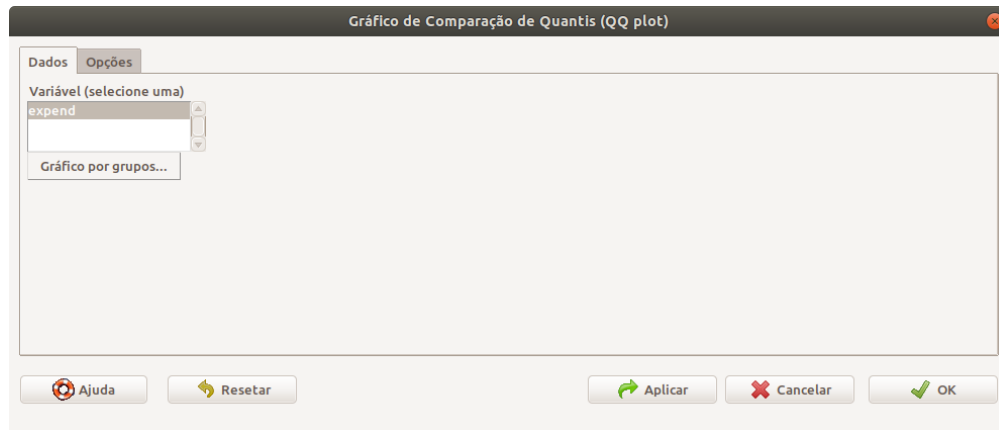 Gráfico de Comparação de Quantis (QQ plot)
Dados Opções
Variável (selecione uma)
expend
Gráfico por grupos...
Ajuda Resetar Aplicar Cancelar OK